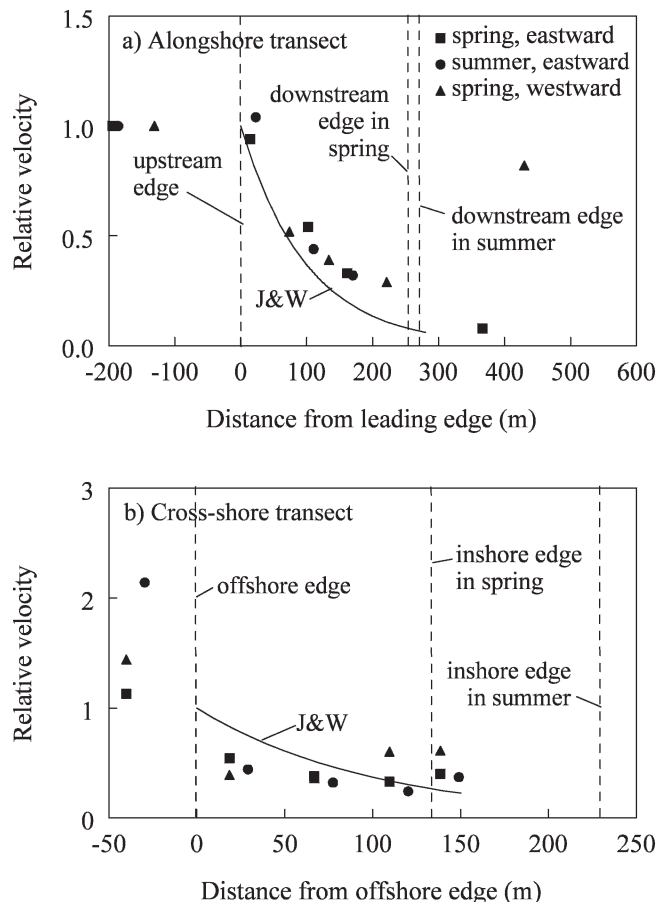 1.5
a) Alongshore transect
spring, eastward
summer, eastward
spring, westward
downstream
edge in
spring
1.0
upstream
edge
downstream edge
in summer
Relative velocity
0.5
J&W
0.0
-200 -100 0 100 200 300 400 500 600
Distance from leading edge (m)
3
b) Cross-shore transect
offshore edge
inshore edge
in spring
2
Relative velocity
inshore edge
in summer
1
J&W
0
-50 0 50 100 150 200 250
Distance from offshore edge (m)